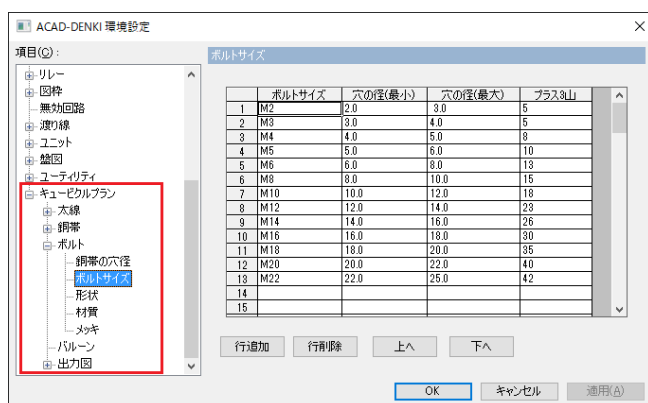 ACAD-DENKI 環境設定
項目(C):
リレー
図枠
無効回路
渡り線
ユニット
盤図
ユーティリティ
キュービクルプラン
太線
銅帯
ボルト
銅帯の穴径
ボルトサイズ
形状
材質
メッキ
バルーン
出力図
ボルトサイズ
ボルトサイズ 穴の径(最小) 穴の径(最大) プラス3山
1 M2 2.0 3.0 5
2 M3 3.0 4.0 5
3 M4 4.0 5.0 8
4 M5 5.0 6.0 10
5 M6 6.0 8.0 13
6 M8 8.0 10.0 15
7 M10 10.0 12.0 18
8 M12 12.0 14.0 23
9 M14 14.0 16.0 26
10 M16 16.0 18.0 30
11 M18 18.0 20.0 35
12 M20 20.0 22.0 40
13 M22 22.0 25.0 42
14
15
行追加 行削除 上へ 下へ
OK キャンセル 適用(A)